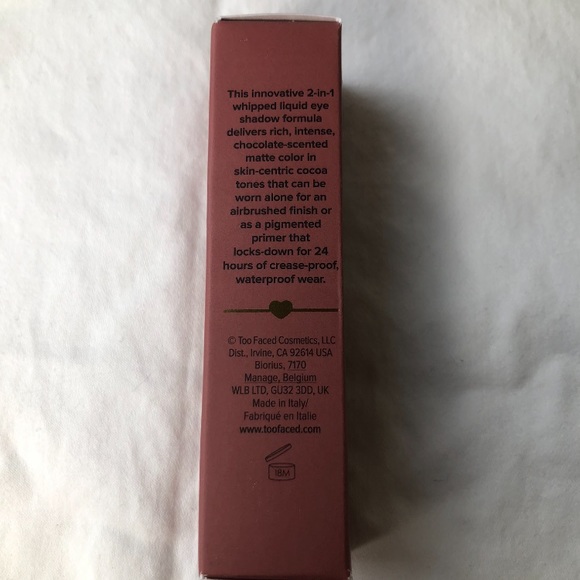 This innovative 2-in-1
whipped liquid eye
shadow formula
delivers rich, intense,
chocolate-scented
matte color in
skin-centric cocoa
tones that can be
worn alone for an
airbrushed finish or
as a pigmented
primer that
locks-down for 24
hours of crease-proof,
waterproof wear.
© Too Faced Cosmetics, LLC
Dist., Irvine, CA 92614 USA
Biorius, 7170
Manage, Belgium
WLB LTD, GU32 3DD, UK
Made in Italy/
Fabriqué en Italie
www.toofaced.com
18M